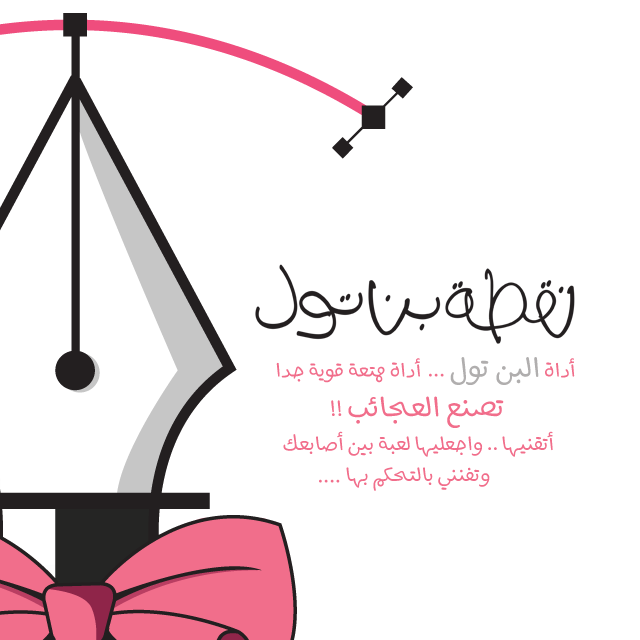 نقطة بن تول
أداة البن تول ... أداة ممتعة قوية جدا
تصنع العجائب !!
أتقنيها .. واجعليها لعبة بين أصابعك
وتفنني بالتحكم بها ....